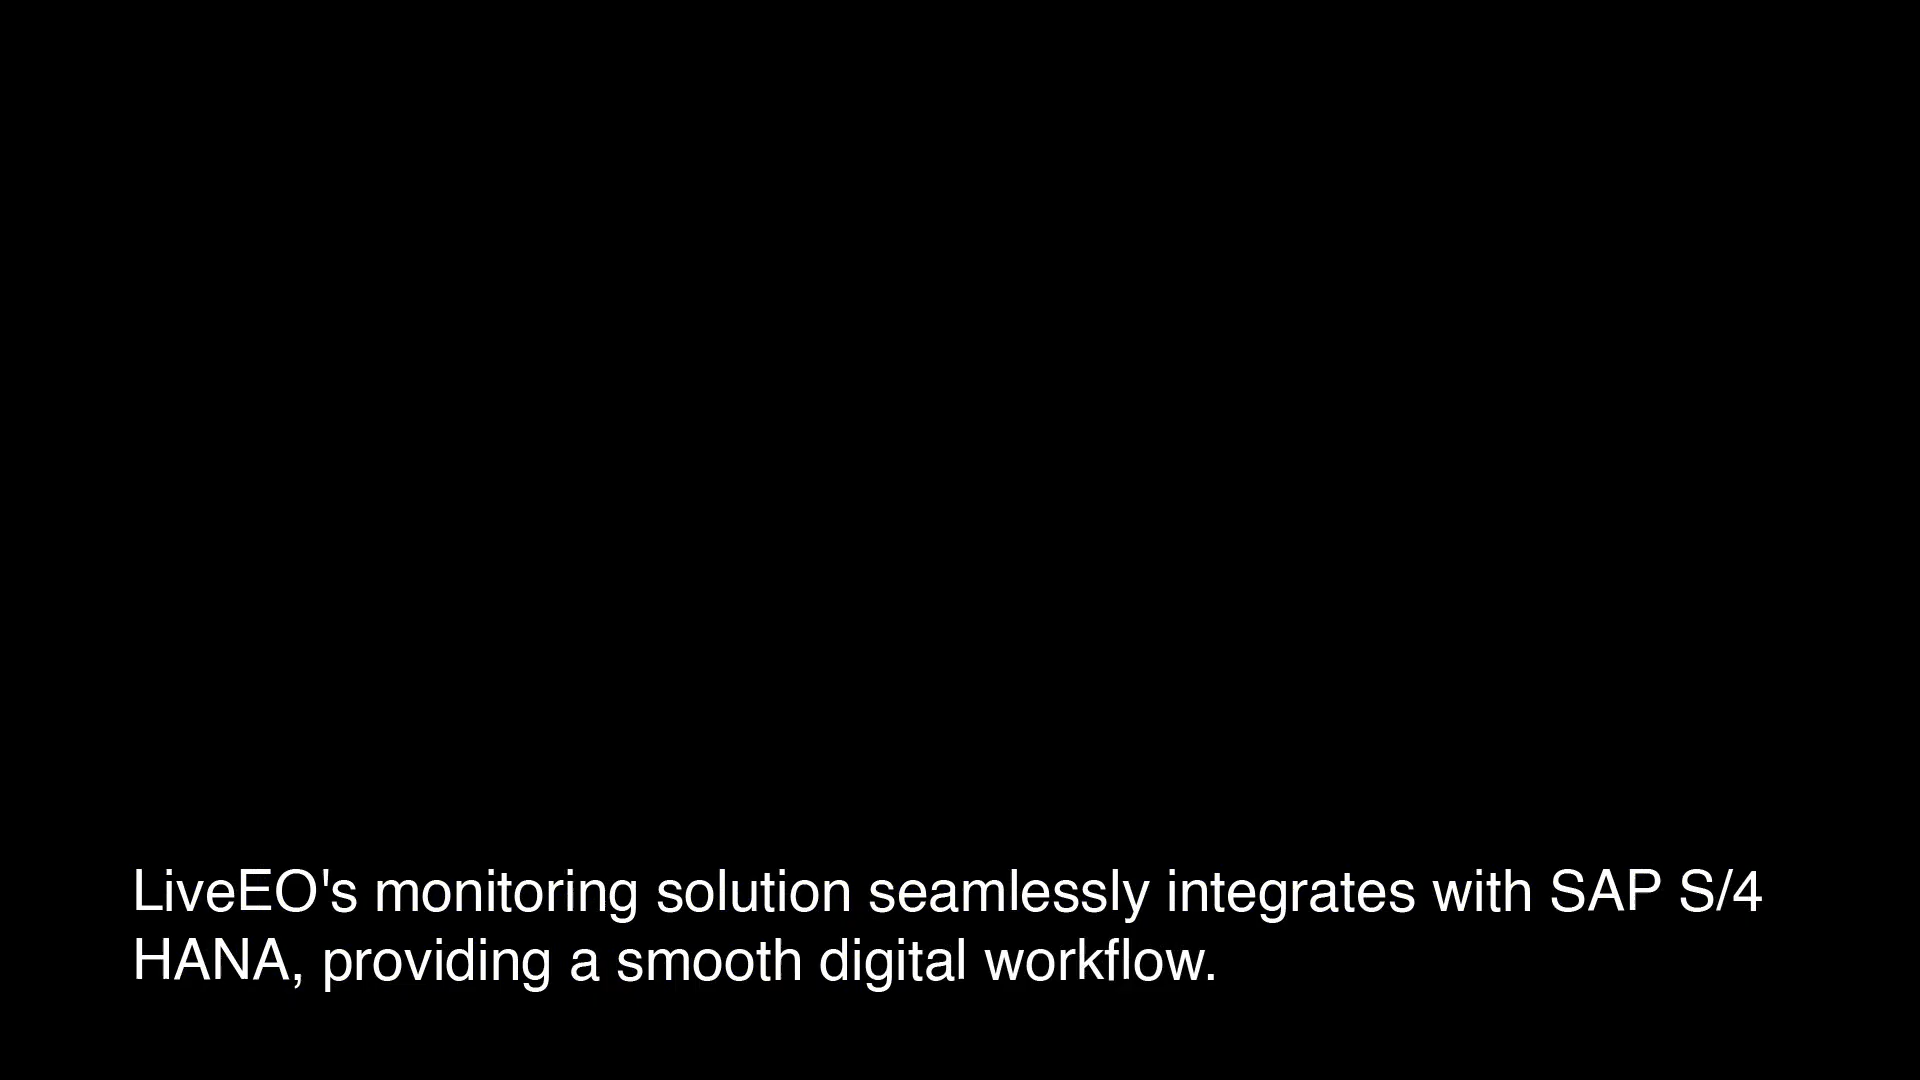 LiveEO's monitoring solution seamlessly integrates with SAP S/4
HANA, providing a smooth digital workflow.